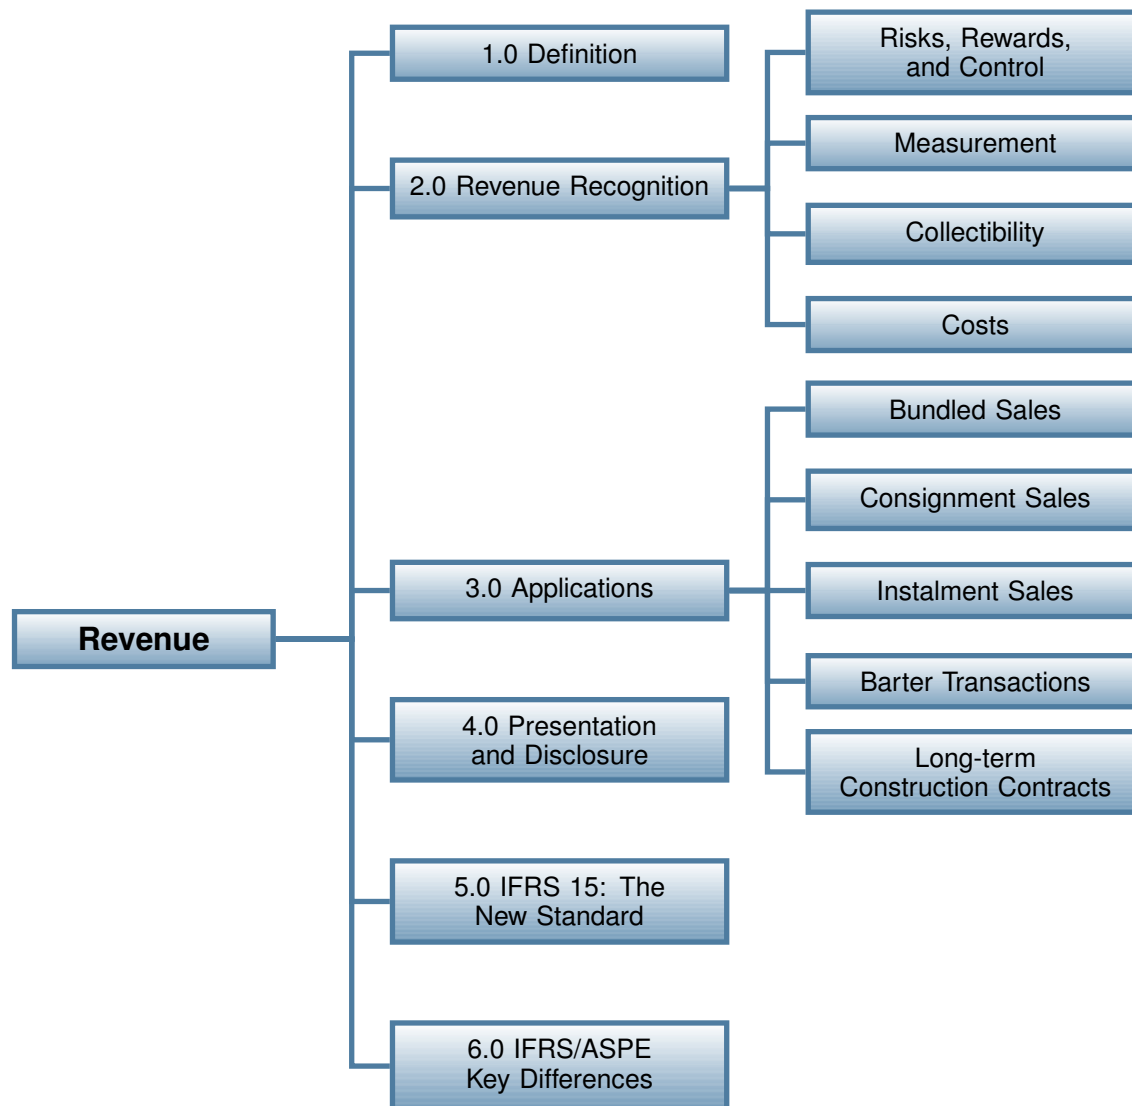 Revenue
1.0 Definition
2.0 Revenue Recognition
Risks, Rewards,
and Control
Measurement
Collectibility
Costs
3.0 Applications
Bundled Sales
Consignment Sales
Instalment Sales
Barter Transactions
Long-term
Construction Contracts
4.0 Presentation
and Disclosure
5.0 IFRS 15: The
New Standard
6.0 IFRS/ASPE
Key Differences